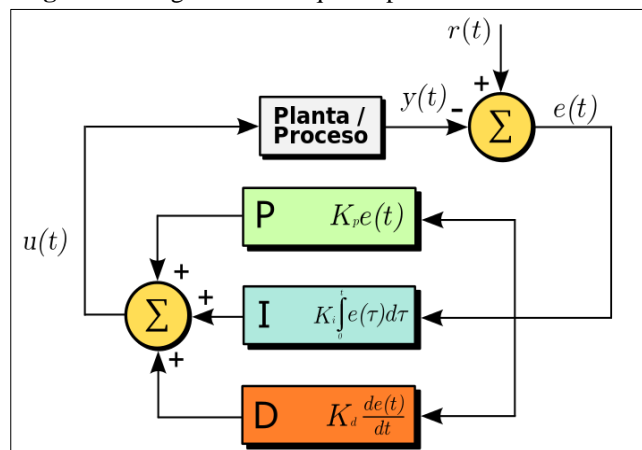 r(t)
+
Planta /
Proceso
y(t)
-
Σ
e(t)
P K_p e(t)
u(t)
+
Σ
+
I K_i ∫_0^t e(τ)dτ
+
D K_d de(t)/dt